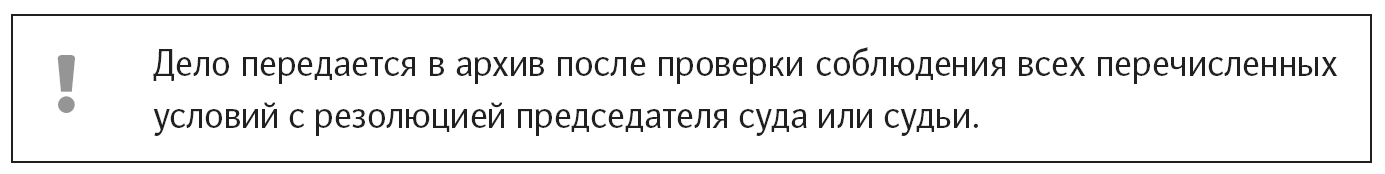 ! Дело передается в архив после проверки соблюдения всех перечисленных
условий с резолюцией председателя суда или судьи.